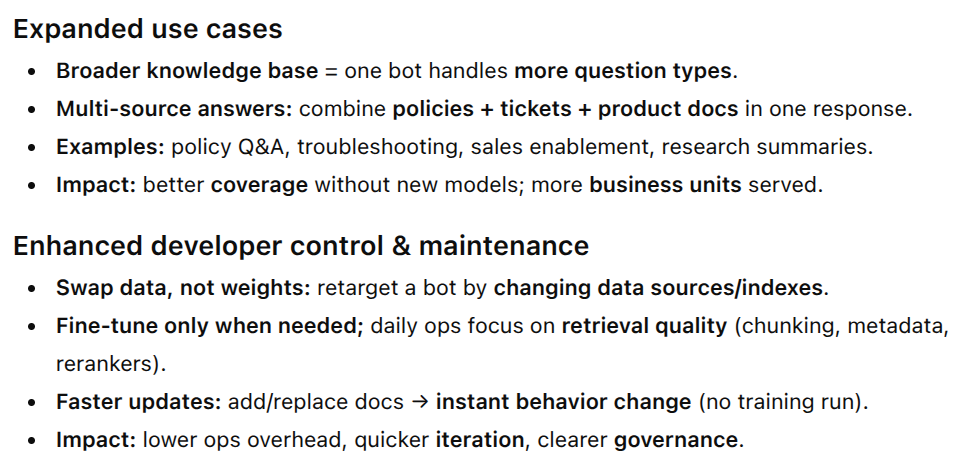 Expanded use cases
• Broader knowledge base = one bot handles more question types.
• Multi-source answers: combine policies + tickets + product docs in one response.
• Examples: policy Q&A, troubleshooting, sales enablement, research summaries.
• Impact: better coverage without new models; more business units served.
Enhanced developer control & maintenance
• Swap data, not weights: retarget a bot by changing data sources/indexes.
• Fine-tune only when needed; daily ops focus on retrieval quality (chunking, metadata,
rerankers).
• Faster updates: add/replace docs → instant behavior change (no training run).
• Impact: lower ops overhead, quicker iteration, clearer governance.